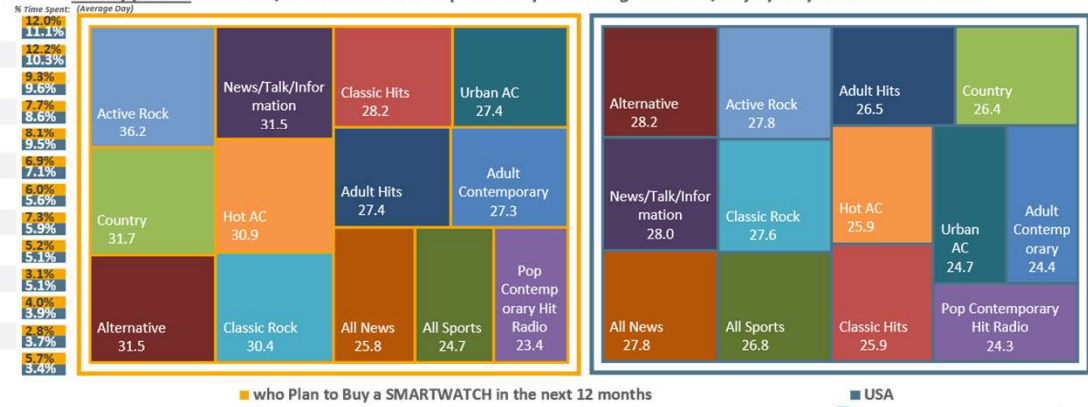 % Time Spent: (Average Day)
12.0%
11.1%
12.2%
10.3%
9.3%
9.6%
7.7%
8.6%
8.1%
9.5%
6.9%
7.1%
6.0%
5.6%
7.3%
5.9%
5.2%
5.1%
3.1%
5.1%
4.0%
3.9%
2.8%
3.7%
5.7%
3.4%
Active Rock
36.2
News/Talk/Infor
mation
31.5
Classic Hits
28.2
Urban AC
27.4
Country
31.7
Hot AC
30.9
Adult Hits
27.4
Adult
Contemporary
27.3
Alternative
31.5
Classic Rock
30.4
All News
25.8
All Sports
24.7
Pop
Contemp
orary Hit
Radio
23.4
Alternative
28.2
Active Rock
27.8
Adult Hits
26.5
Country
26.4
News/Talk/Infor
mation
28.0
Classic Rock
27.6
Hot AC
25.9
Urban
AC
24.7
Adult
Contemp
orary
24.4
All News
27.8
All Sports
26.8
Classic Hits
25.9
Pop Contemporary
Hit Radio
24.3
who Plan to Buy a SMARTWATCH in the next 12 months
USA